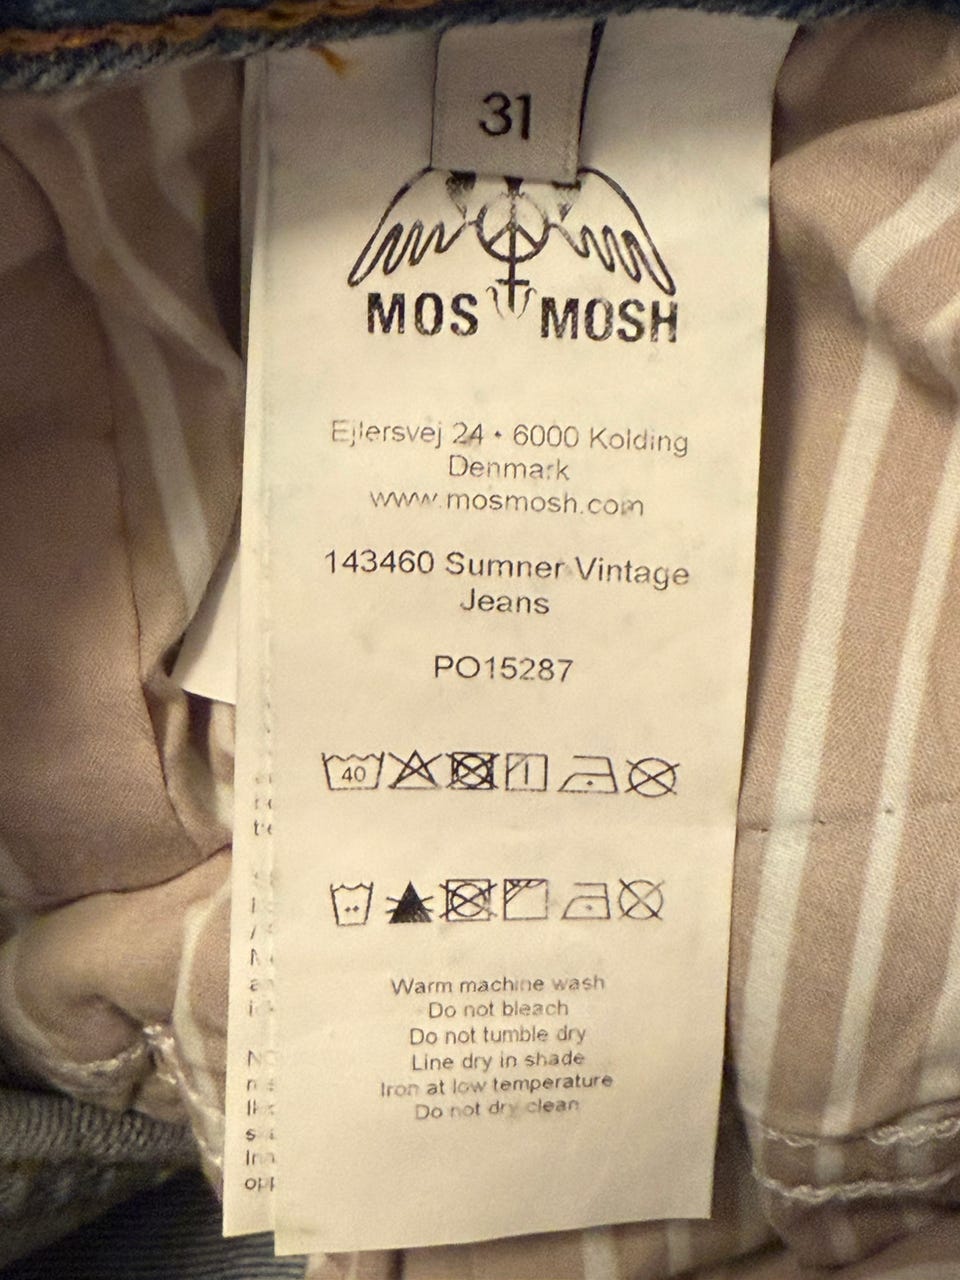 31
MOS MOSH
Ejlersvej 24 • 6000 Kolding
Denmark
www.mosmosh.com
143460 Sumner Vintage
Jeans
PO15287
40
Warm machine wash
Do not bleach
Do not tumble dry
Line dry in shade
Iron at low temperature
Do not dry clean